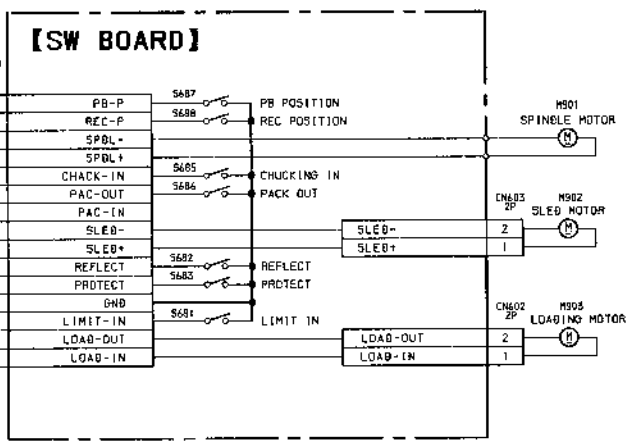 【SW BOARD】
PB-P S687 PB POSITION
REC-P S688 REC POSITION
SPDL-
SPDL+
M901
SPINDLE MOTOR
M
CHACK-IN S685 CHUCKING IN
PAC-OUT S686 PACK OUT
PAC-IN
SLED- SLED- 2
SLED+ SLED+ 1
CN603
2P
M902
SLED MOTOR
M
REFLECT S682 REFLECT
PROTECT S683 PROTECT
GND
LIMIT-IN S681 LIMIT IN
LOAD-OUT LOAD-OUT 2
LOAD-IN LOAD-IN 1
CN602
2P
M903
LOADING MOTOR
M